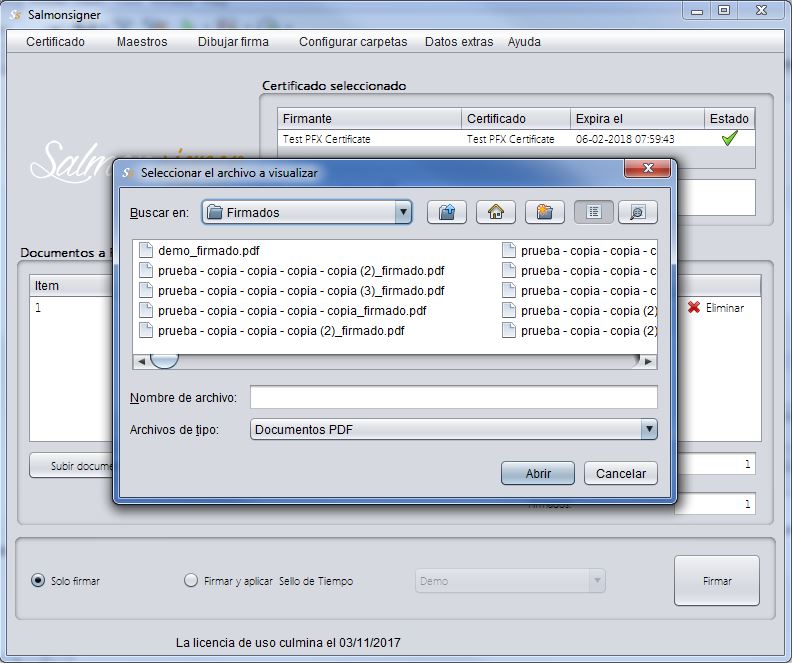 Salmonsigner
Certificado Maestros Dibujar firma Configurar carpetas Datos extras Ayuda
Certificado seleccionado
Firmante Certificado Expira el Estado
Test PFX Certificate Test PFX Certificate 06-02-2018 07:59:43
Seleccionar el archivo a visualizar
Buscar en: Firmados
demo_firmado.pdf
prueba - copia - copia - copia - copia (2)_firmado.pdf
prueba - copia - copia - copia - copia (3)_firmado.pdf
prueba - copia - copia - copia - copia_firmado.pdf
prueba - copia - copia - copia (2)_firmado.pdf
prueba - copia - copia - c
prueba - copia - copia - c
prueba - copia - copia - c
prueba - copia - copia (2)
prueba - copia - copia (2)
Nombre de archivo:
Archivos de tipo: Documentos PDF
Abrir Cancelar
Documentos a
Item
1 Eliminar
Subir docume
1
1
Solo firmar Firmar y aplicar Sello de Tiempo Demo Firmar
La licencia de uso culmina el 03/11/2017